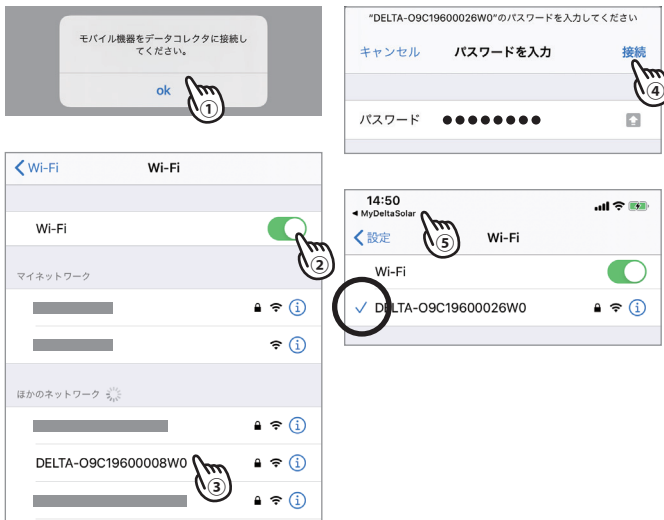 モバイル機器をデータコレクタに接続し
てください。
ok
①
Wi-Fi
Wi-Fi
Wi-Fi
②
マイネットワーク
ほかのネットワーク
DELTA-O9C19600008W0
③
"DELTA-O9C19600026W0"のパスワードを入力してください
キャンセル パスワードを入力 接続
④
パスワード ●●●●●●●●
14:50
◀ MyDeltaSolar
⑤
設定 Wi-Fi
Wi-Fi
DELTA-O9C19600026W0